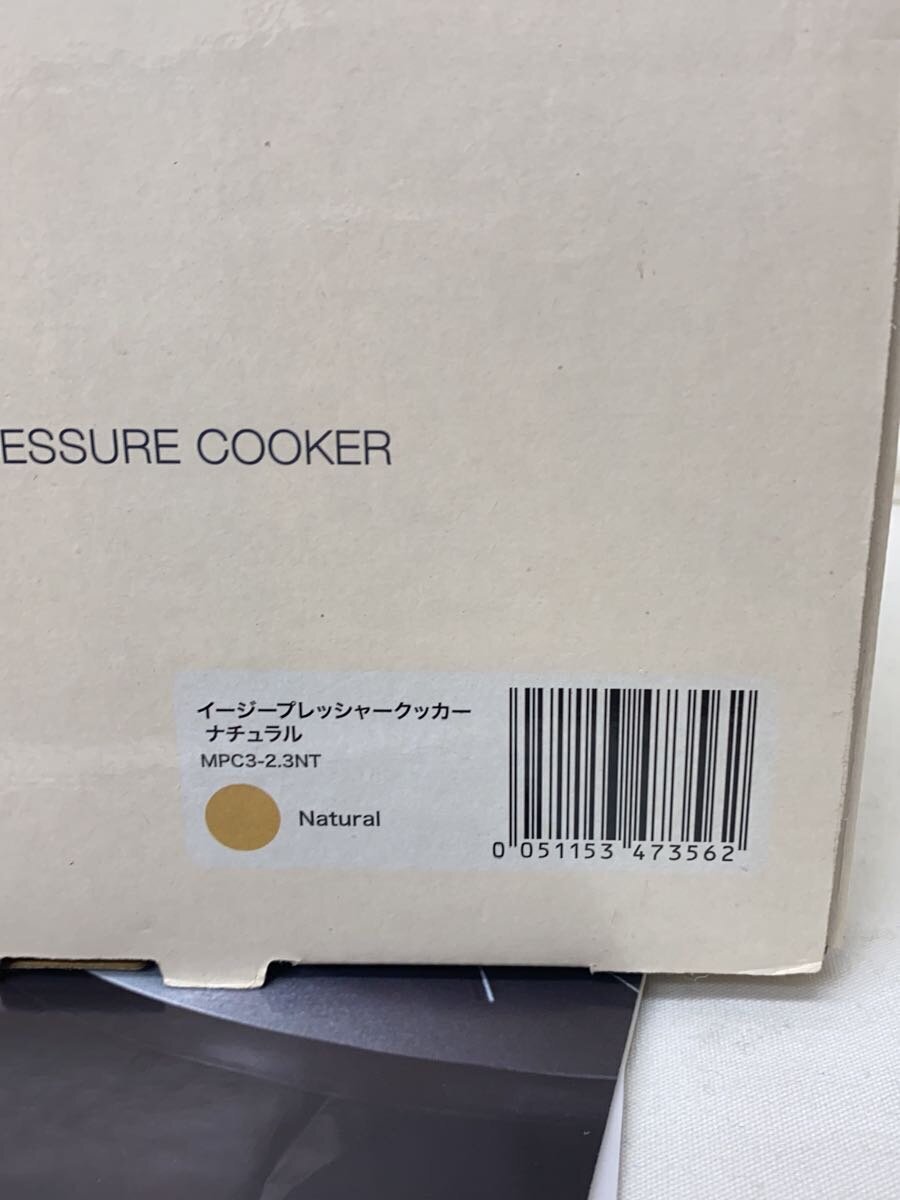 ESSURE COOKER
イージープレッシャークッカー
ナチュラル
MPC3-2.3NT
Natural
0 051153 473562